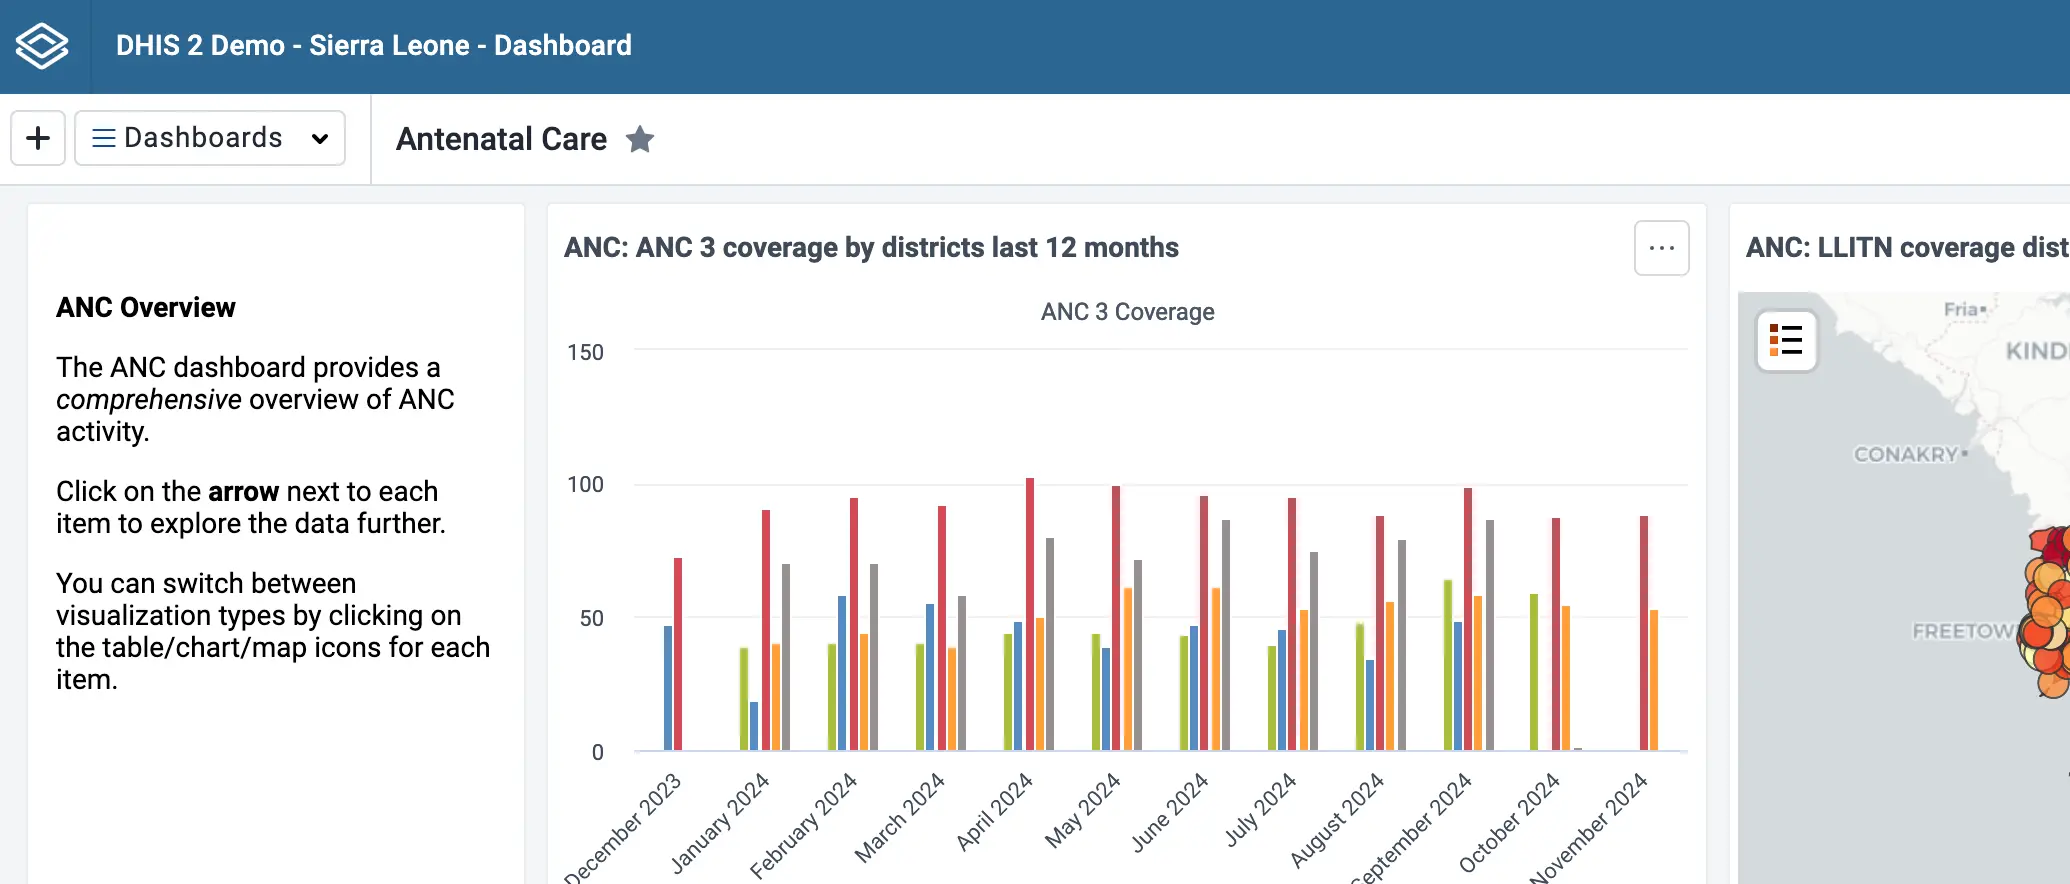 DHIS 2 Demo - Sierra Leone - Dashboard
Dashboards
Antenatal Care
ANC Overview
The ANC dashboard provides a
comprehensive overview of ANC
activity.
Click on the arrow next to each
item to explore the data further.
You can switch between
visualization types by clicking on
the table/chart/map icons for each
item.
ANC: ANC 3 coverage by districts last 12 months
ANC 3 Coverage
150
100
50
0
December 2023
January 2024
February 2024
March 2024
April 2024
May 2024
June 2024
July 2024
August 2024
September 2024
October 2024
November 2024
ANC: LLITN coverage dist
Fria
KIND
CONAKRY
FREETOW